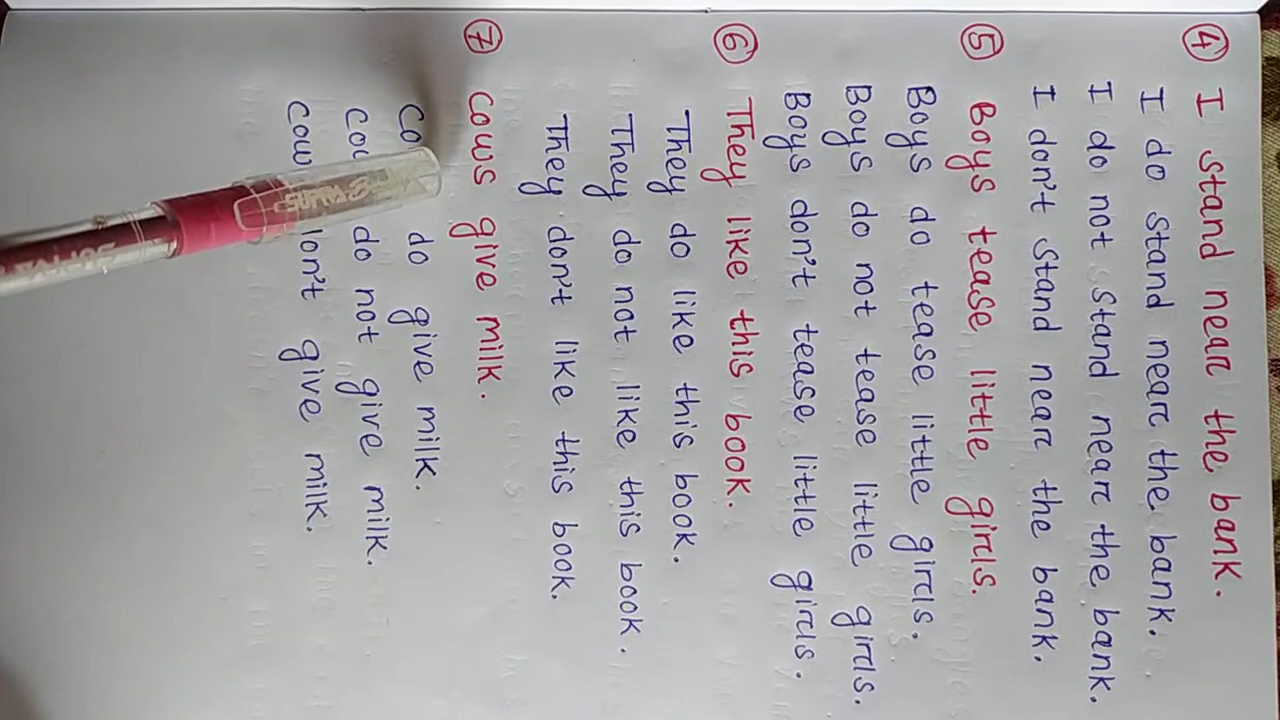 ④ I stand near the bank.
I do stand near the bank.
I do not stand near the bank.
I don't stand near the bank.
⑤ Boys tease little girls.
Boys do tease little girls.
Boys do not tease little girls.
Boys don't tease little girls.
⑥ They like this book.
They do like this book.
They do not like this book.
They don't like this book.
⑦ Cows give milk.
do give milk.
do not give milk.
give milk.